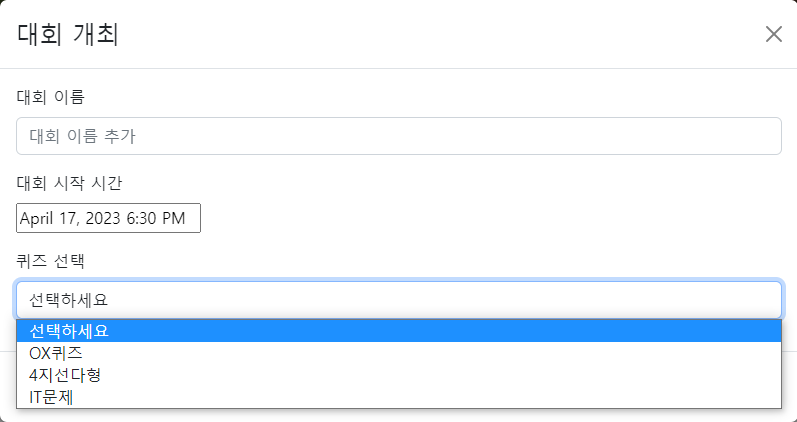 대회 개최
대회 이름
대회 이름 추가
대회 시작 시간
April 17, 2023 6:30 PM
퀴즈 선택
선택하세요
선택하세요
OX퀴즈
4지선다형
IT문제